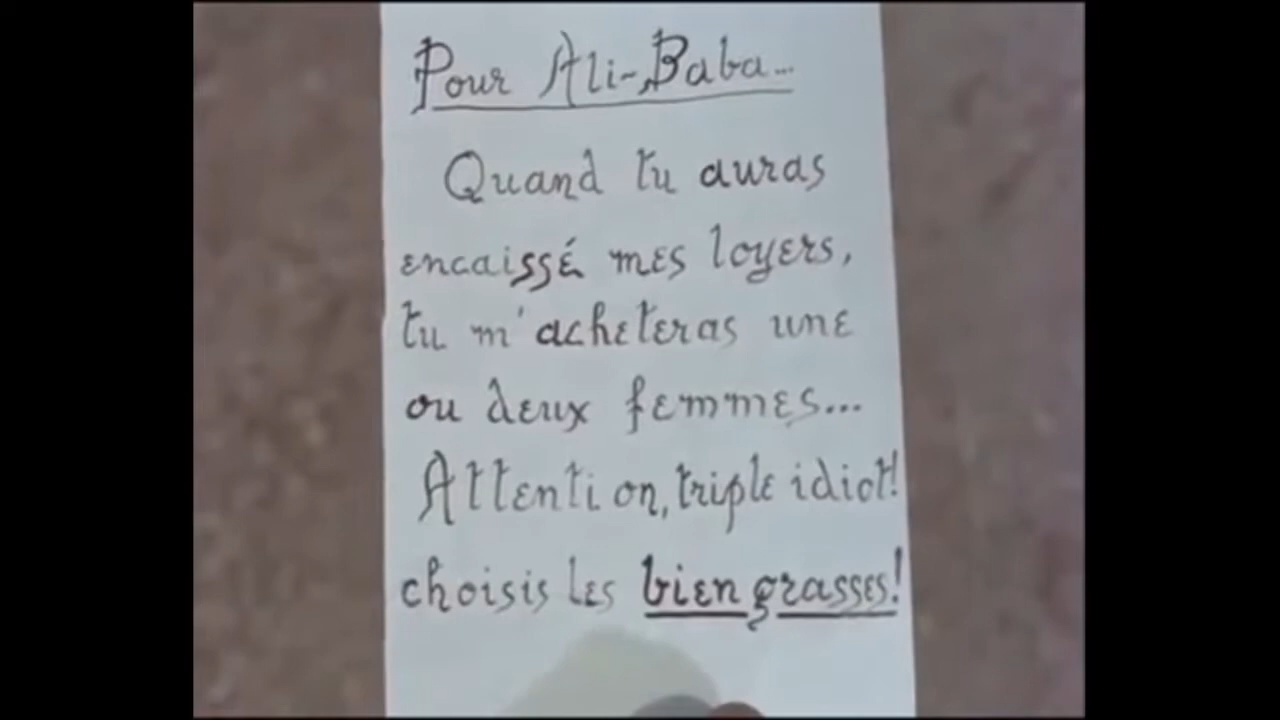 Pour Ali-Baba...
Quand tu auras
encaissé mes loyers,
tu m'acheteras une
ou deux femmes...
Attention, triple idiot!
choisis les bien grasses!